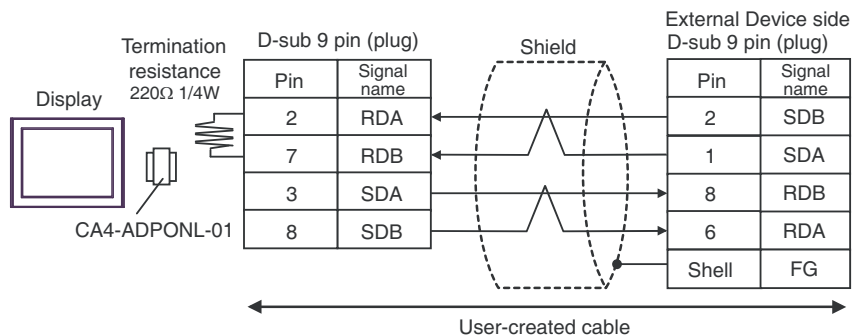 Display
Termination
resistance
220Ω 1/4W
CA4-ADPONL-01
D-sub 9 pin (plug)
Pin Signal name
2 RDA
7 RDB
3 SDA
8 SDB
Shield
External Device side
D-sub 9 pin (plug)
Pin Signal name
2 SDB
1 SDA
8 RDB
6 RDA
Shell FG
User-created cable